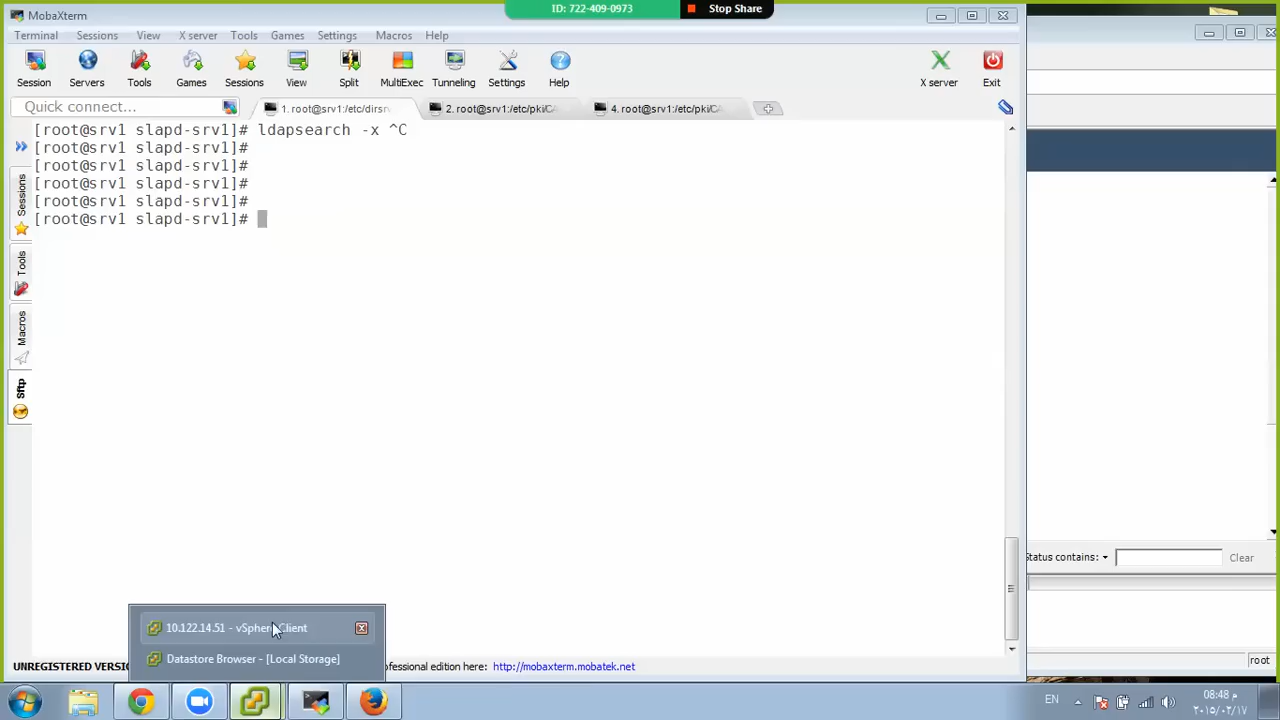 ID: 722-409-0973
Stop Share
MobaXterm
Terminal Sessions View X server Tools Games Settings Macros Help
Session Servers Tools Games Sessions View Split MultiExec Tunneling Settings Help X server Exit
Quick connect...
1. root@srv1:/etc/dirsrv
2. root@srv1:/etc/pki/CA
4. root@srv1:/etc/pki/CA
[root@srv1 slapd-srv1]# ldapsearch -x ^C
[root@srv1 slapd-srv1]#
[root@srv1 slapd-srv1]#
[root@srv1 slapd-srv1]#
[root@srv1 slapd-srv1]#
[root@srv1 slapd-srv1]#
Sessions
Tools
Macros
Sftp
Status contains: Clear
10.122.14.51 - vSphere Client
Datastore Browser - [Local Storage]
UNREGISTERED VERSIO
ofessional edition here: http://mobaxterm.mobatek.net
root
EN
08:48 م
٢٠١٥/٠٢/١٧